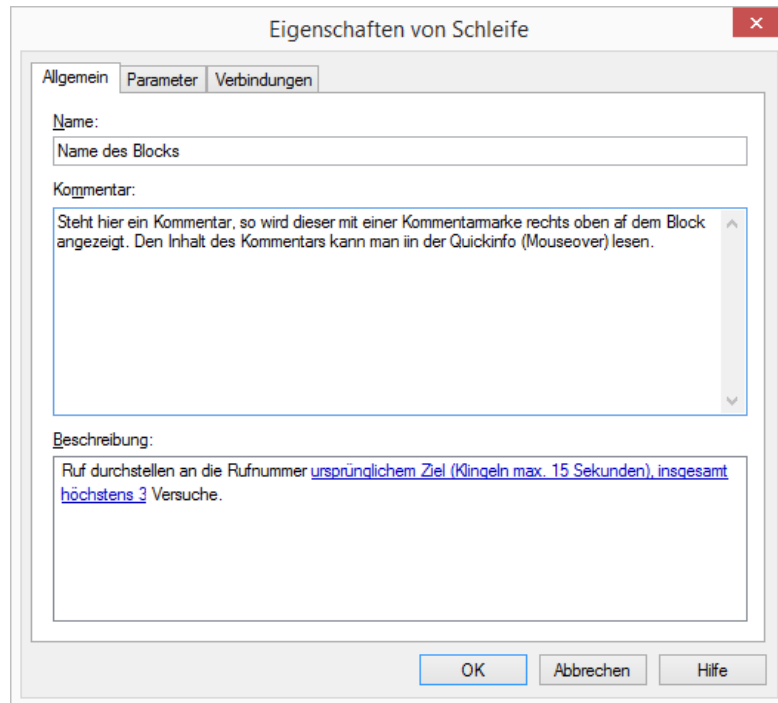 Eigenschaften von Schleife
Allgemein Parameter Verbindungen
Name:
Name des Blocks
Kommentar:
Steht hier ein Kommentar, so wird dieser mit einer Kommentarmarke rechts oben af dem Block
angezeigt. Den Inhalt des Kommentars kann man iin der Quickinfo (Mouseover) lesen.
Beschreibung:
Ruf durchstellen an die Rufnummer ursprünglichem Ziel (Klingeln max. 15 Sekunden), insgesamt
höchstens 3 Versuche.
OK Abbrechen Hilfe